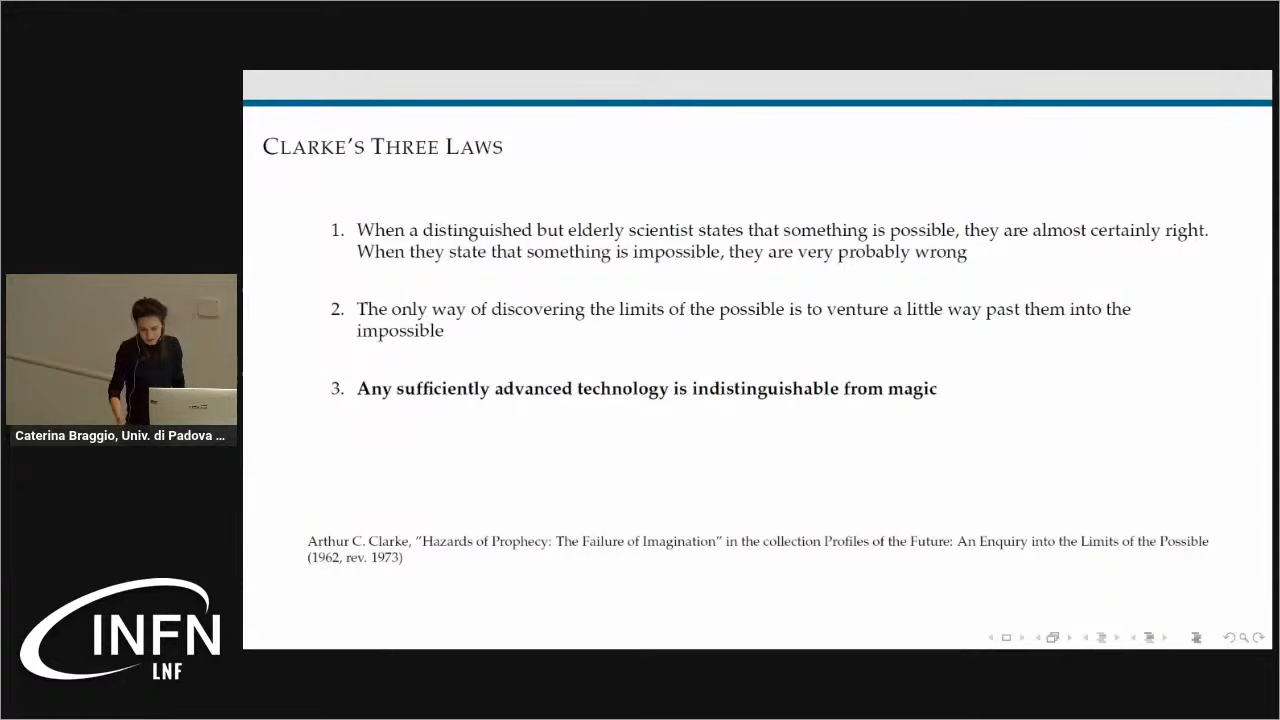 CLARKE'S THREE LAWS
1. When a distinguished but elderly scientist states that something is possible, they are almost certainly right.
When they state that something is impossible, they are very probably wrong
2. The only way of discovering the limits of the possible is to venture a little way past them into the
impossible
3. Any sufficiently advanced technology is indistinguishable from magic
Arthur C. Clarke, "Hazards of Prophecy: The Failure of Imagination" in the collection Profiles of the Future: An Enquiry into the Limits of the Possible
(1962, rev. 1973)
Caterina Braggio, Univ. di Padova ...
INFN
LNF